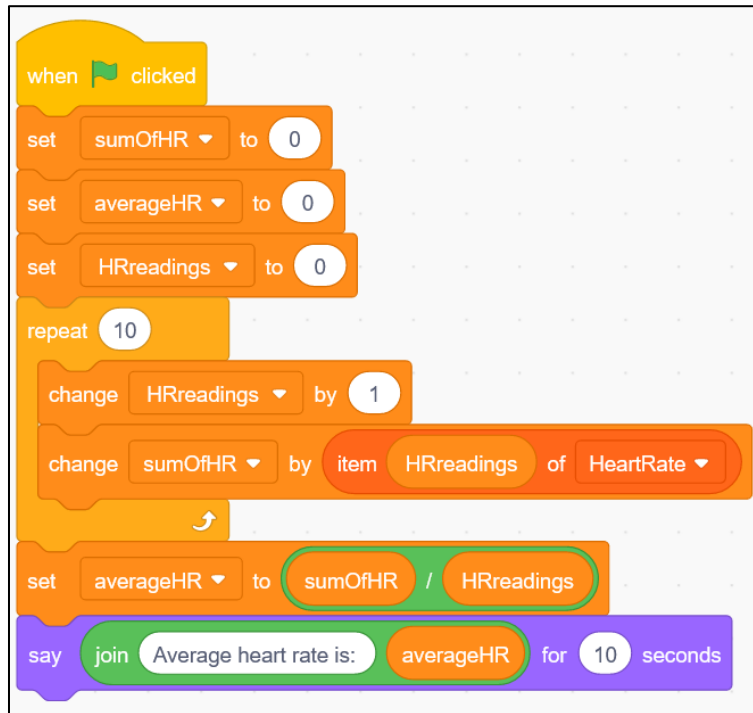 when clicked
set sumOfHR to 0
set averageHR to 0
set HRreadings to 0
repeat 10
change HRreadings by 1
change sumOfHR by item HRreadings of HeartRate
set averageHR to sumOfHR / HRreadings
say join Average heart rate is: averageHR for 10 seconds